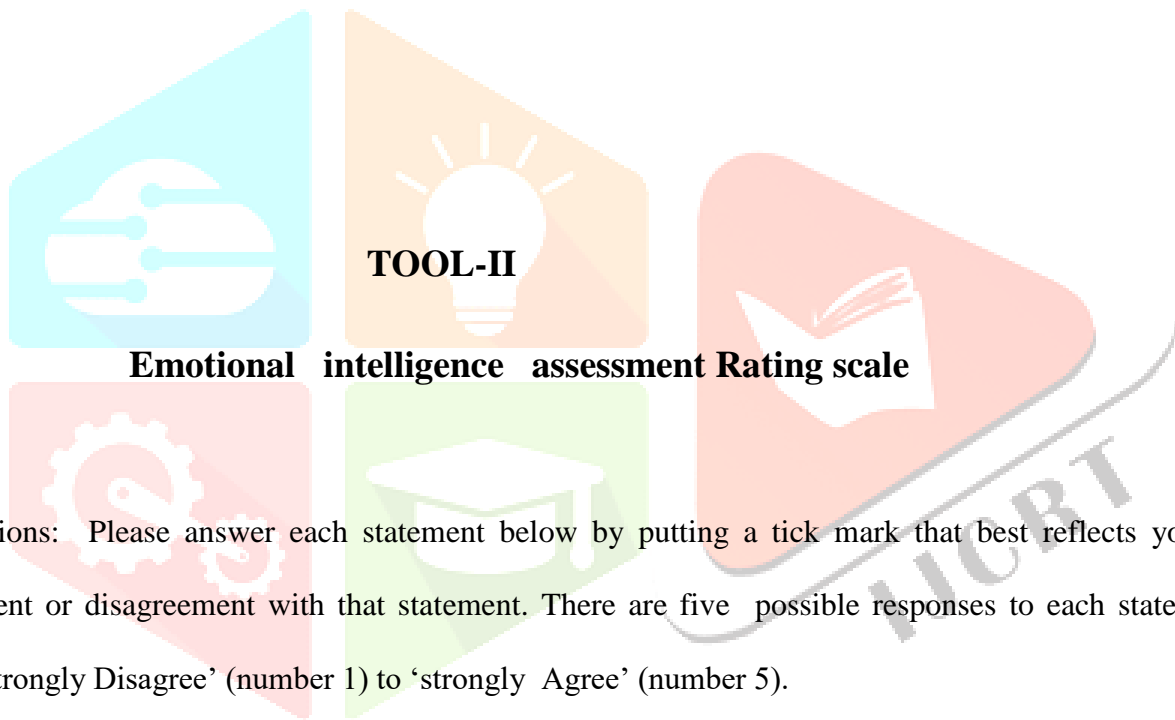 TOOL-II
Emotional intelligence assessment Rating scale
tions: Please answer each statement below by putting a tick mark that best reflects yo
ent or disagreement with that statement. There are five possible responses to each state
trongly Disagree’ (number 1) to ‘strongly Agree’ (number 5).
IJCRT